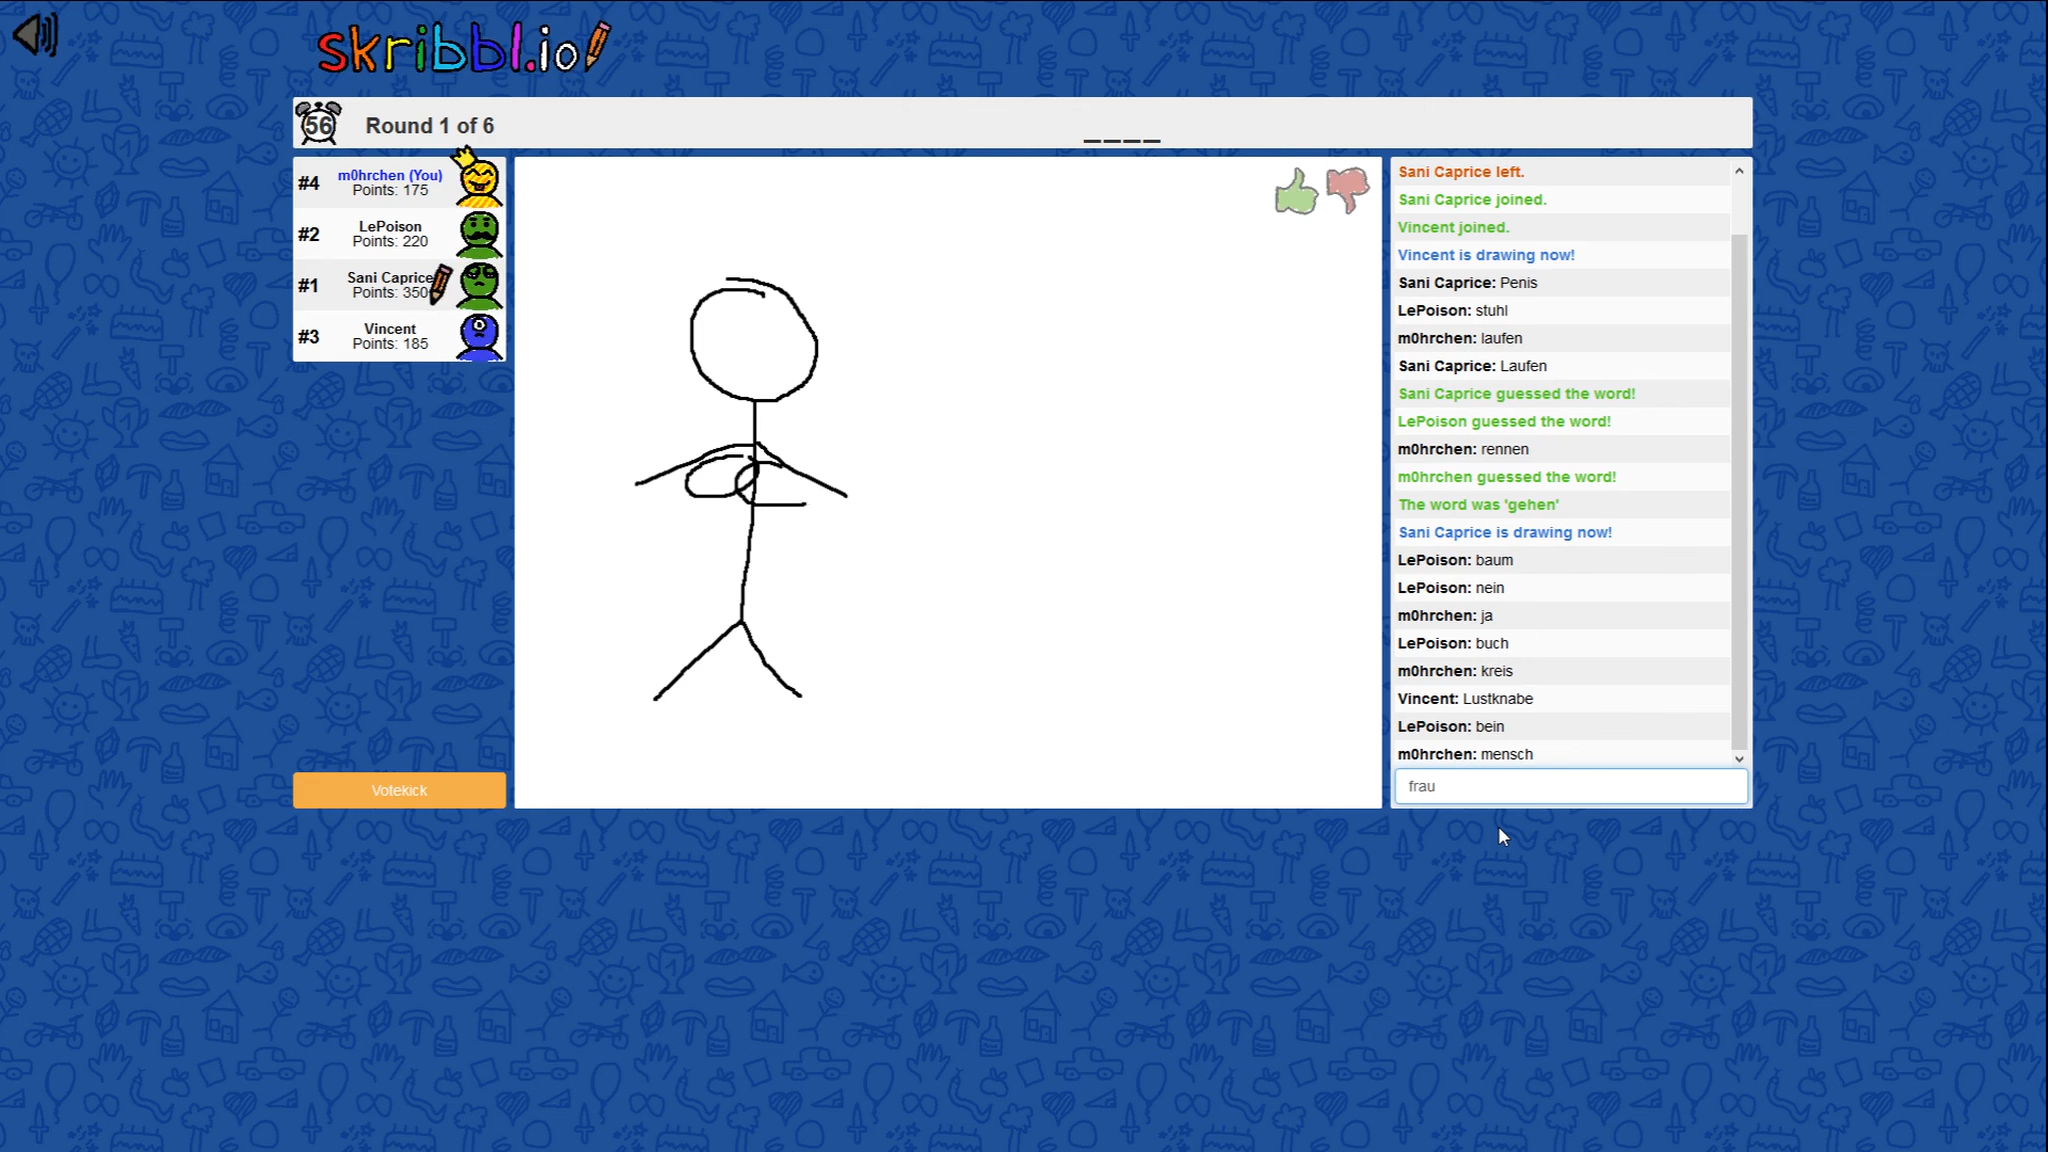 skribbl.io
56
Round 1 of 6
____
#4
m0hrchen (You)
Points: 175
#2
LePoison
Points: 220
#1
Sani Caprice
Points: 350
#3
Vincent
Points: 185
Votekick
Sani Caprice left.
Sani Caprice joined.
Vincent joined.
Vincent is drawing now!
Sani Caprice: Penis
LePoison: stuhl
m0hrchen: laufen
Sani Caprice: Laufen
Sani Caprice guessed the word!
LePoison guessed the word!
m0hrchen: rennen
m0hrchen guessed the word!
The word was 'gehen'
Sani Caprice is drawing now!
LePoison: baum
LePoison: nein
m0hrchen: ja
LePoison: buch
m0hrchen: kreis
Vincent: Lustknabe
LePoison: bein
m0hrchen: mensch
frau